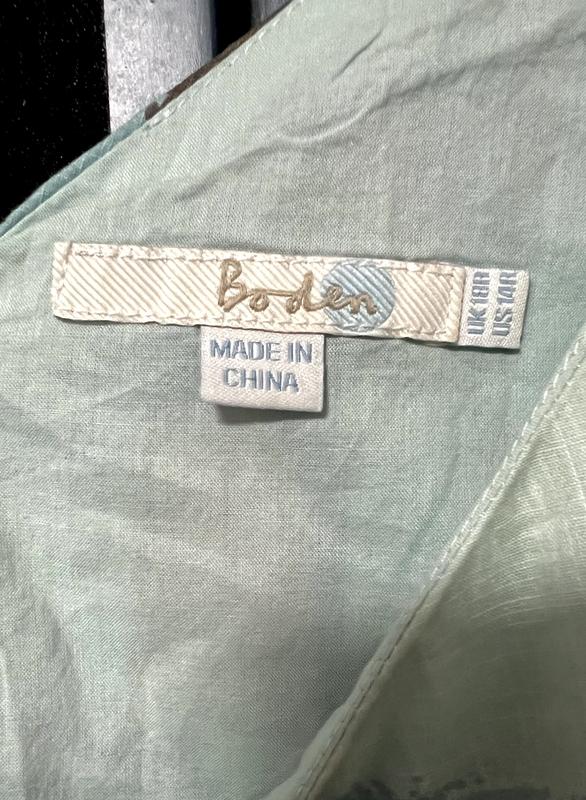 Boden
UK 18R
US 14R
MADE IN
CHINA